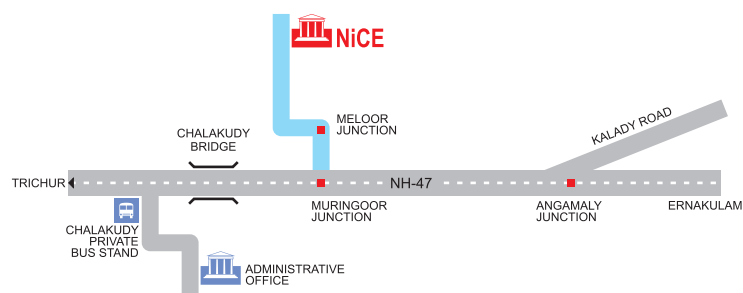 NiCE
MELOOR
JUNCTION
KALADY ROAD
CHALAKUDY
BRIDGE
TRICHUR
NH-47
MURINGOOR
JUNCTION
ANGAMALY
JUNCTION
ERNAKULAM
CHALAKUDY
PRIVATE
BUS STAND
ADMINISTRATIVE
OFFICE